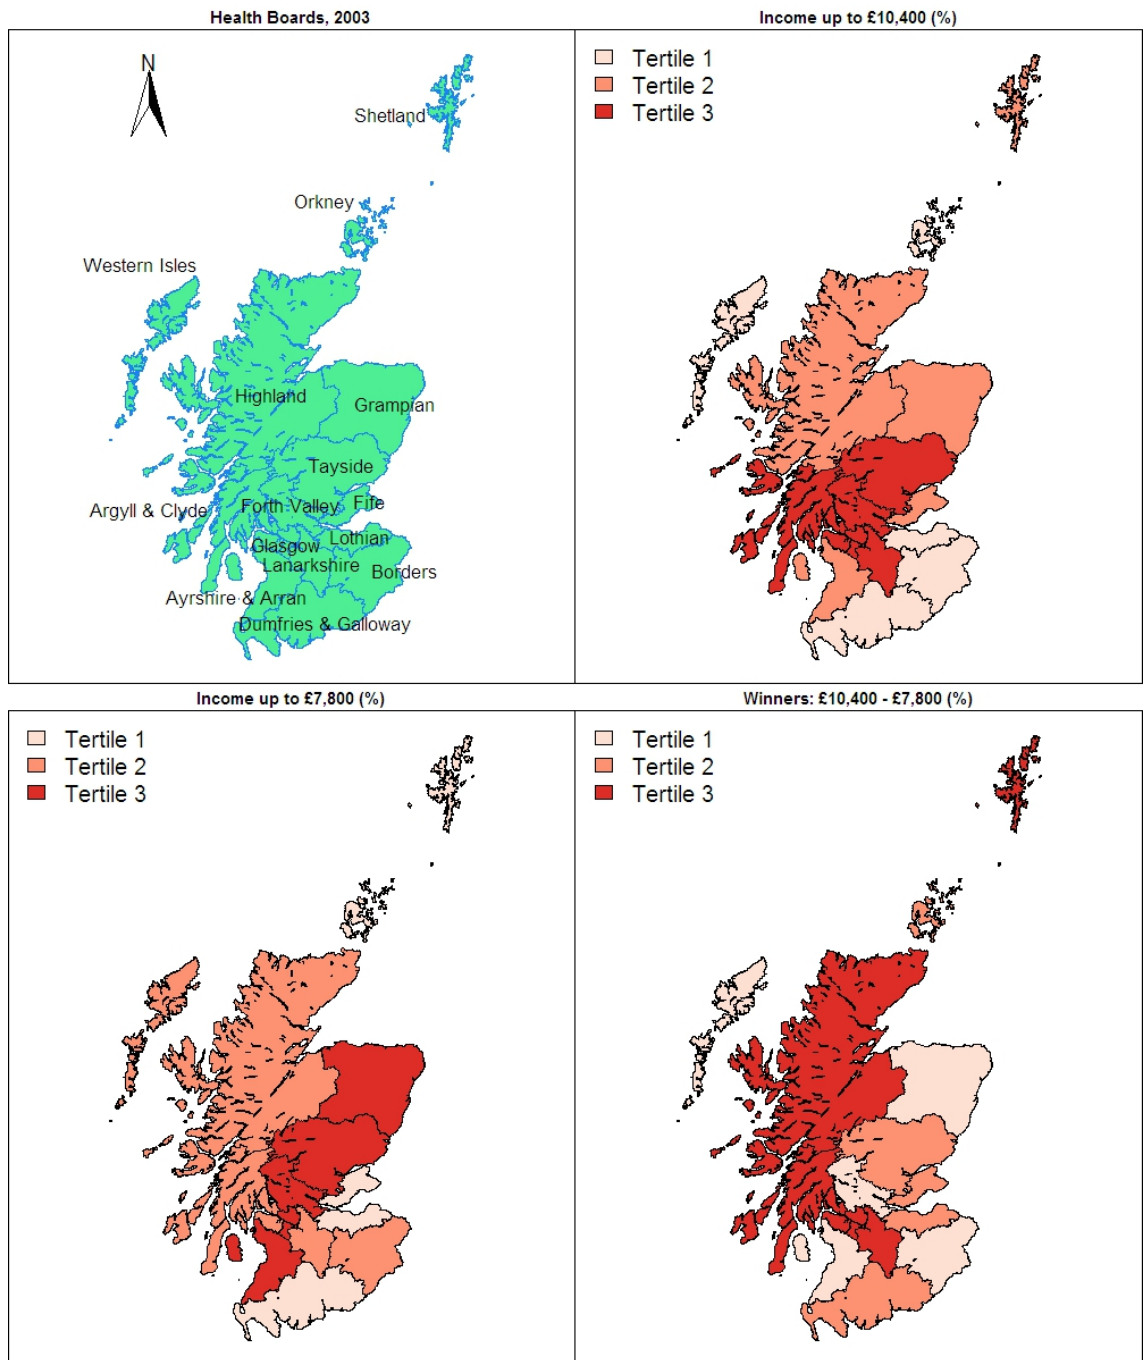 Health Boards, 2003
N
Shetland
Orkney
Western Isles
Highland
Grampian
Tayside
Argyll & Clyde
Forth Valley
Fife
Glasgow
Lothian
Lanarkshire
Borders
Ayrshire & Arran
Dumfries & Galloway
Income up to £10,400 (%)
Tertile 1
Tertile 2
Tertile 3
Income up to £7,800 (%)
Tertile 1
Tertile 2
Tertile 3
Winners: £10,400 - £7,800 (%)
Tertile 1
Tertile 2
Tertile 3